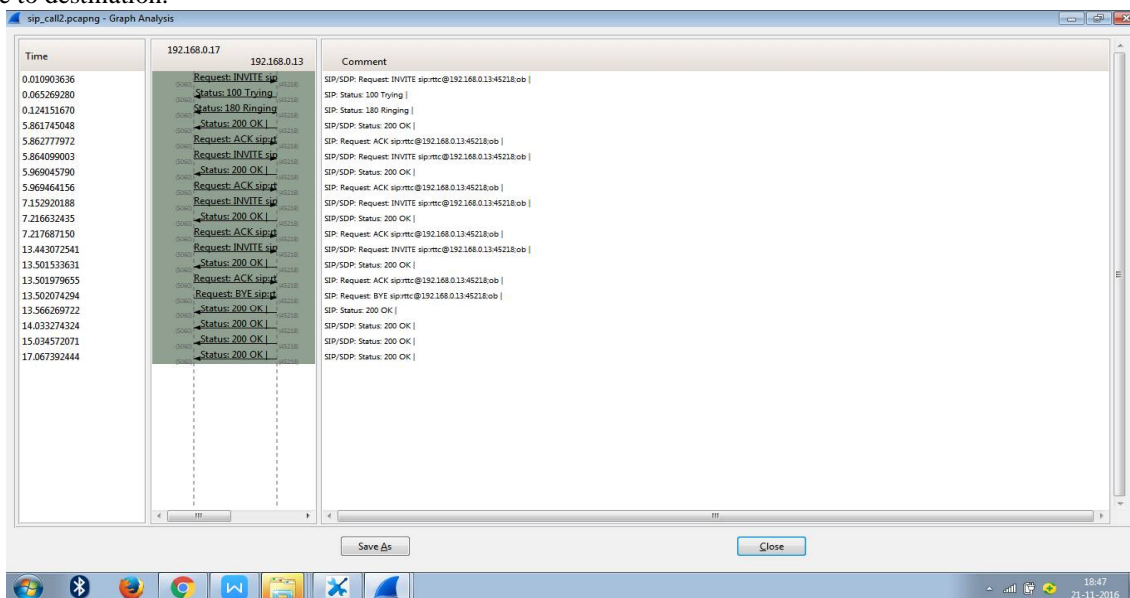 e to destination.
sip_call2.pcapng - Graph Analysis
Time
192.168.0.17
192.168.0.13
Comment
0.010903636 Request: INVITE sip SIP/SDP: Request: INVITE sip:rttc@192.168.0.13:45218;ob |
0.065269280 Status: 100 Trying SIP: Status: 100 Trying |
0.124151670 Status: 180 Ringing SIP: Status: 180 Ringing |
5.861745048 Status: 200 OK | SIP/SDP: Status: 200 OK |
5.862777972 Request: ACK sip:rt SIP: Request: ACK sip:rttc@192.168.0.13:45218;ob |
5.864099003 Request: INVITE sip SIP/SDP: Request: INVITE sip:rttc@192.168.0.13:45218;ob |
5.969045790 Status: 200 OK | SIP/SDP: Status: 200 OK |
5.969464156 Request: ACK sip:rt SIP: Request: ACK sip:rttc@192.168.0.13:45218;ob |
7.152920188 Request: INVITE sip SIP/SDP: Request: INVITE sip:rttc@192.168.0.13:45218;ob |
7.216632435 Status: 200 OK | SIP/SDP: Status: 200 OK |
7.217687150 Request: ACK sip:rt SIP: Request: ACK sip:rttc@192.168.0.13:45218;ob |
13.443072541 Request: INVITE sip SIP/SDP: Request: INVITE sip:rttc@192.168.0.13:45218;ob |
13.501533631 Status: 200 OK | SIP/SDP: Status: 200 OK |
13.501979655 Request: ACK sip:rt SIP: Request: ACK sip:rttc@192.168.0.13:45218;ob |
13.502074294 Request: BYE sip:rt SIP: Request: BYE sip:rttc@192.168.0.13:45218;ob |
13.566269722 Status: 200 OK | SIP: Status: 200 OK |
14.033274324 Status: 200 OK | SIP/SDP: Status: 200 OK |
15.034572071 Status: 200 OK | SIP/SDP: Status: 200 OK |
17.067392444 Status: 200 OK | SIP/SDP: Status: 200 OK |
Save As
Close
18:47
21-11-2016